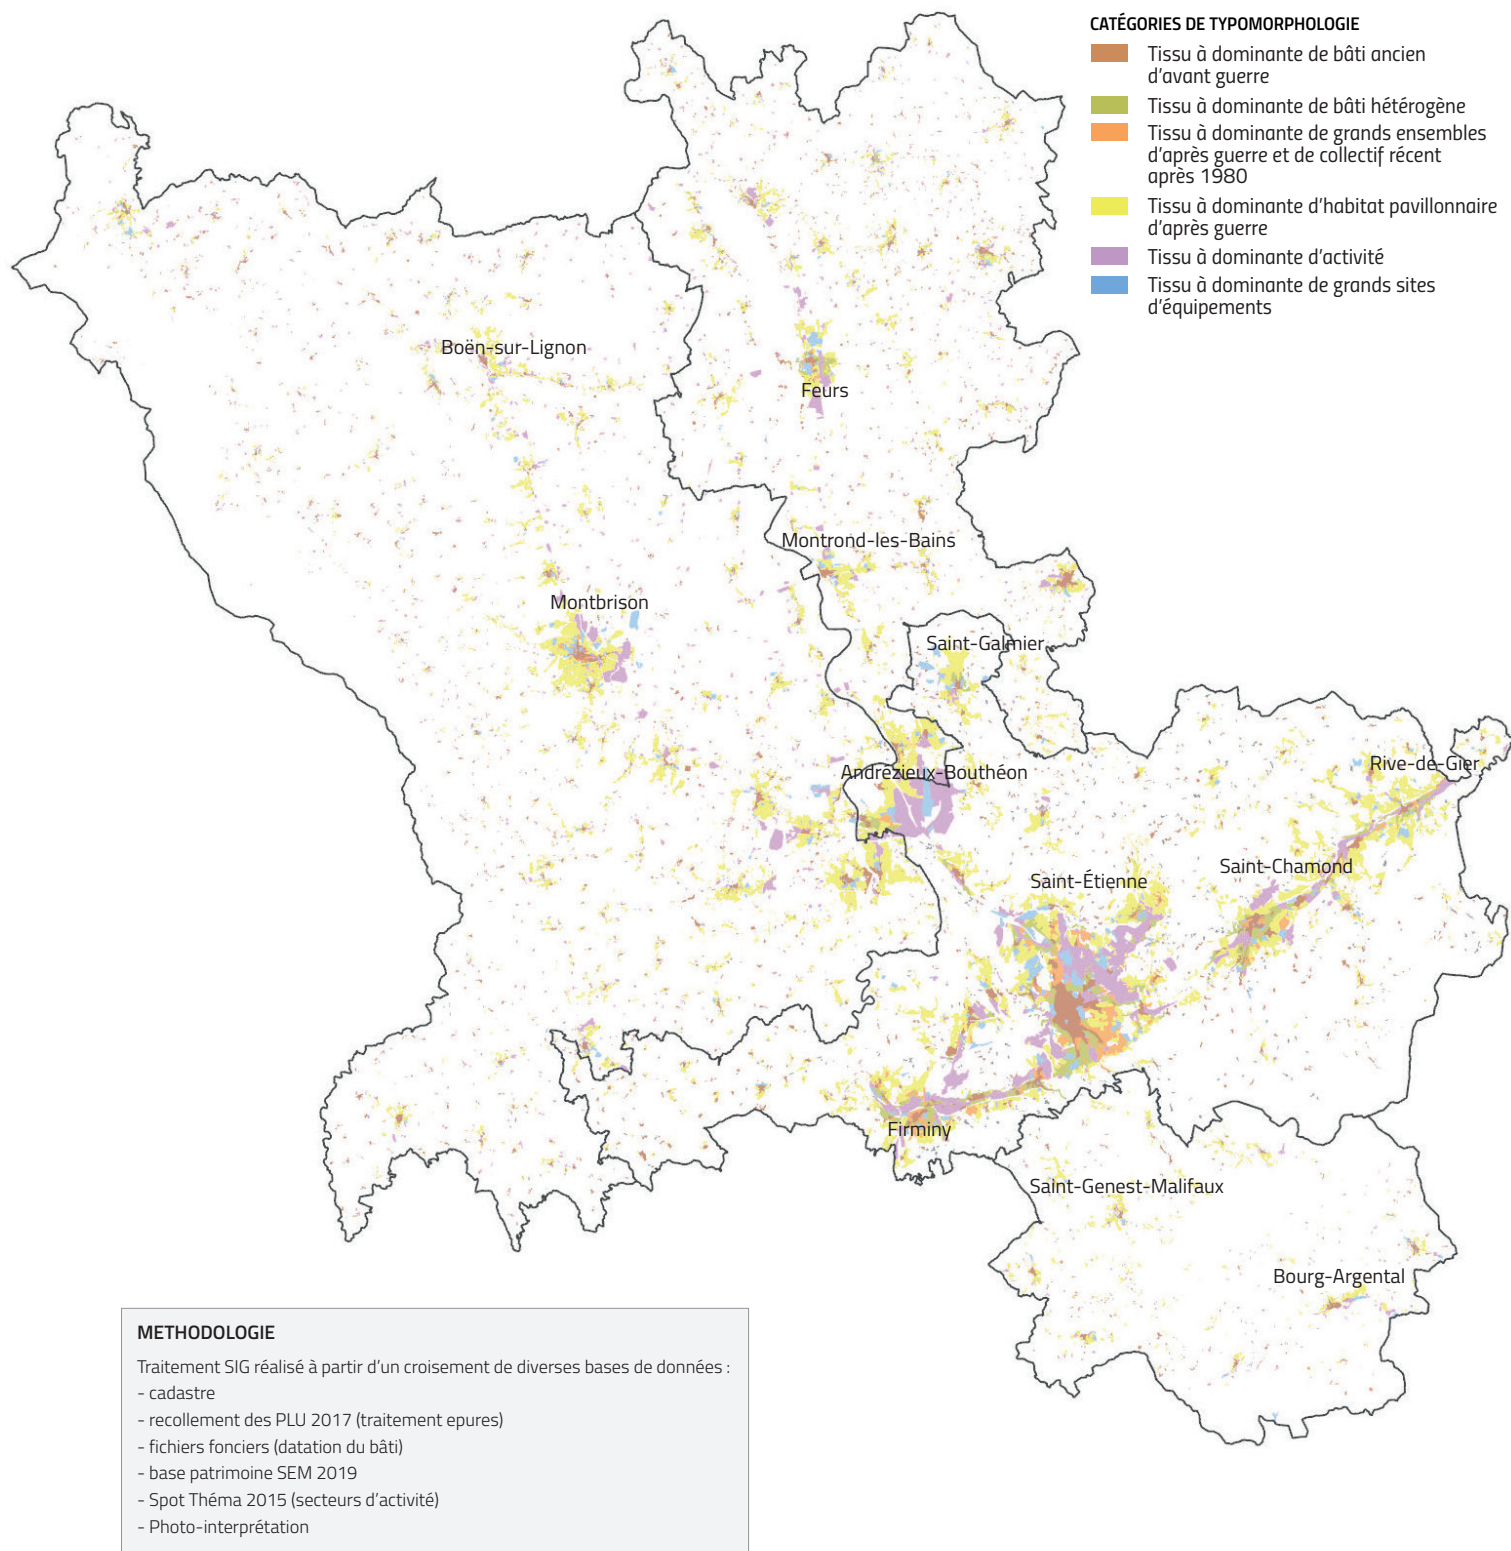 CATÉGORIES DE TYPOMORPHOLOGIE
Tissu à dominante de bâti ancien
d'avant guerre
Tissu à dominante de bâti hétérogène
Tissu à dominante de grands ensembles
d'après guerre et de collectif récent
après 1980
Tissu à dominante d'habitat pavillonnaire
d'après guerre
Tissu à dominante d'activité
Tissu à dominante de grands sites
d'équipements
Boën-sur-Lignon
Feurs
Montrond-les-Bains
Montbrison
Saint-Galmier
Andrézieux-Bouthéon
Rive-de-Gier
Saint-Chamond
Saint-Étienne
Firminy
Saint-Genest-Malifaux
Bourg-Argental
METHODOLOGIE
Traitement SIG réalisé à partir d'un croisement de diverses bases de données :
- cadastre
- recollement des PLU 2017 (traitement epures)
- fichiers fonciers (datation du bâti)
- base patrimoine SEM 2019
- Spot Théma 2015 (secteurs d'activité)
- Photo-interprétation